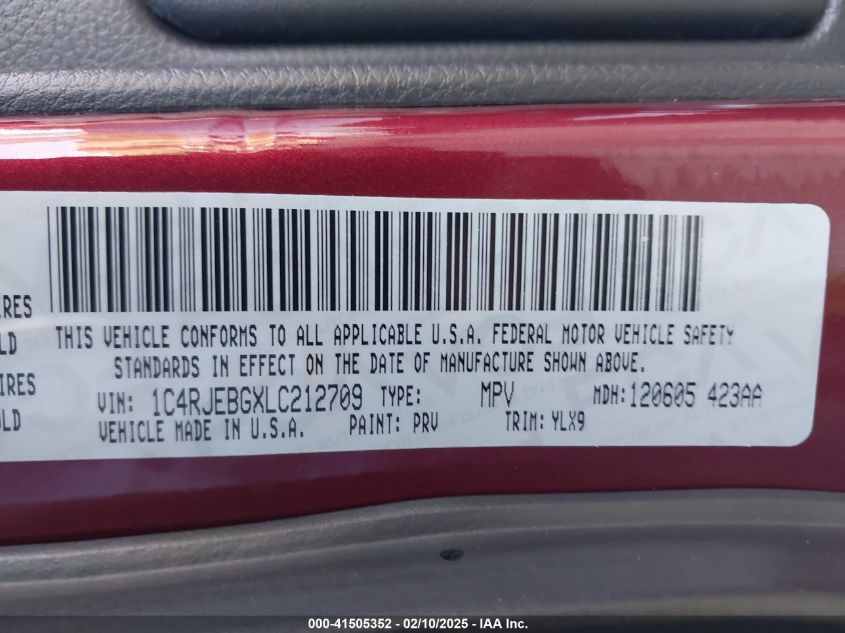 IRES
LD
IRES
OLD
THIS VEHICLE CONFORMS TO ALL APPLICABLE U.S.A. FEDERAL MOTOR VEHICLE SAFETY
STANDARDS IN EFFECT ON THE DATE OF MANUFACTURE SHOWN ABOVE.
VIN: 1C4RJEBGXLC212709 TYPE: MPV MDH:120605 423AA
VEHICLE MADE IN U.S.A. PAINT: PRV TRIM: YLX9
000-41505352 - 02/10/2025 - IAA Inc.